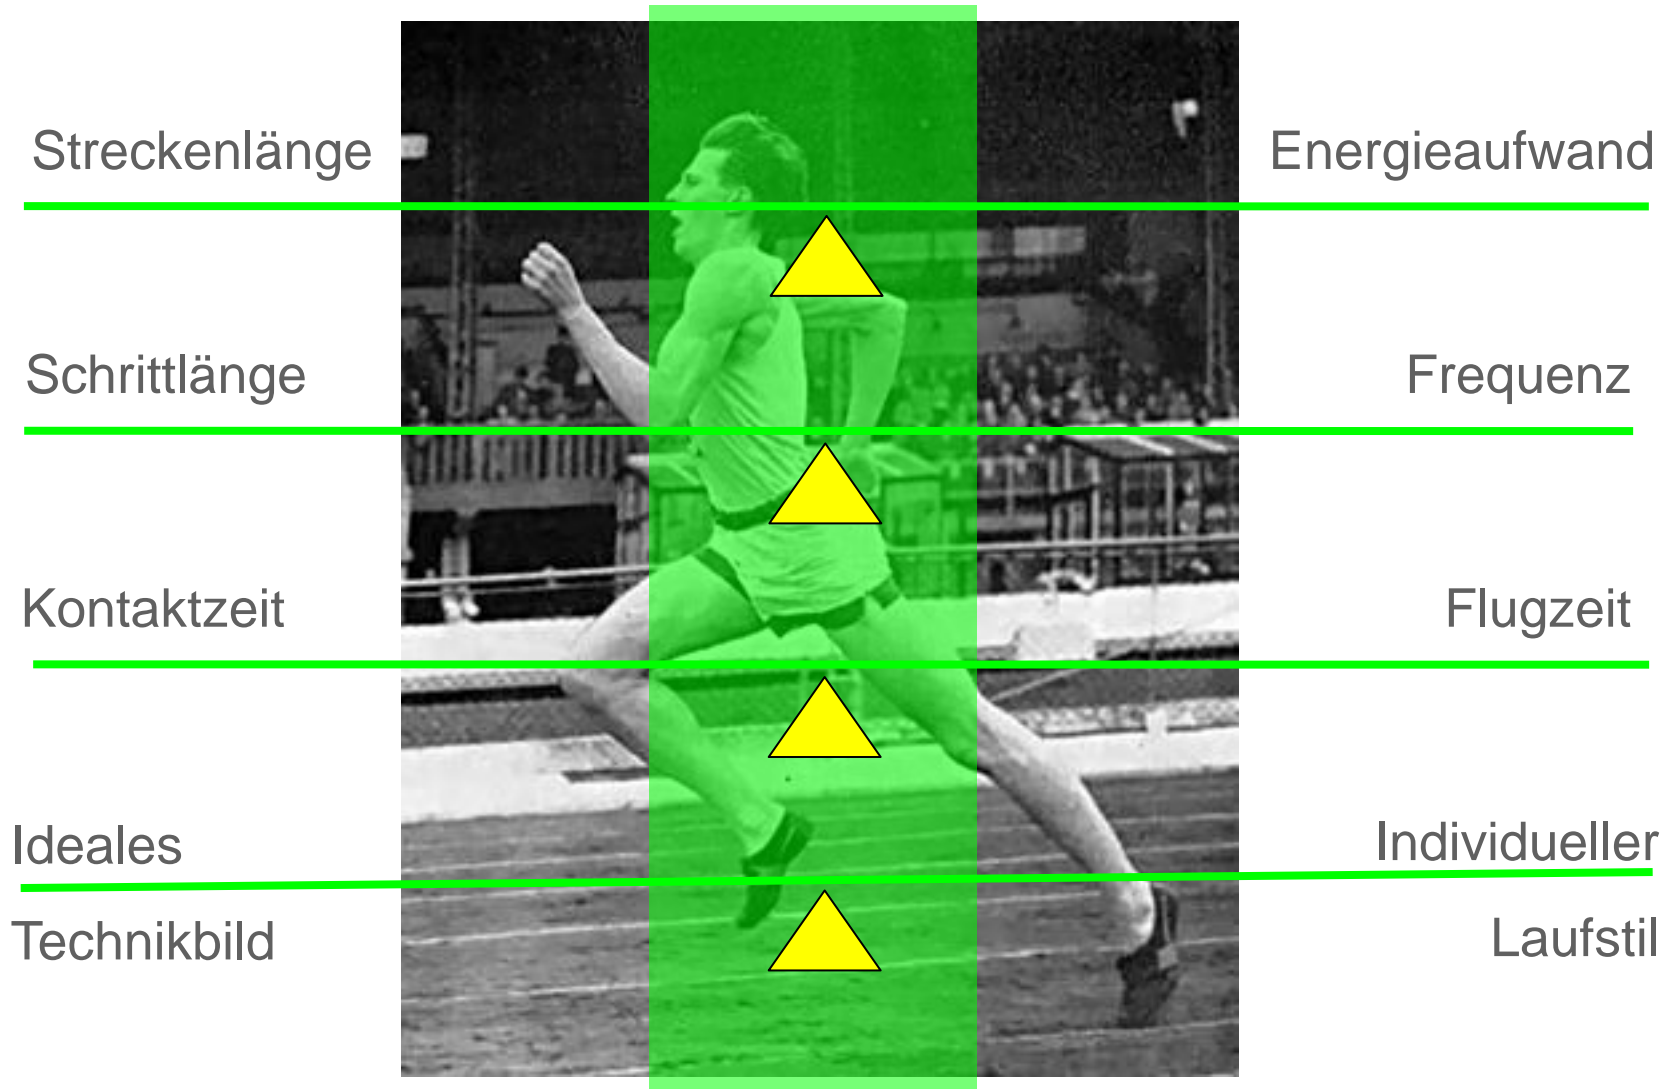 Streckenlänge
Energieaufwand
Schrittlänge
Frequenz
Kontaktzeit
Flugzeit
Ideales
Individueller
Technikbild
Laufstil